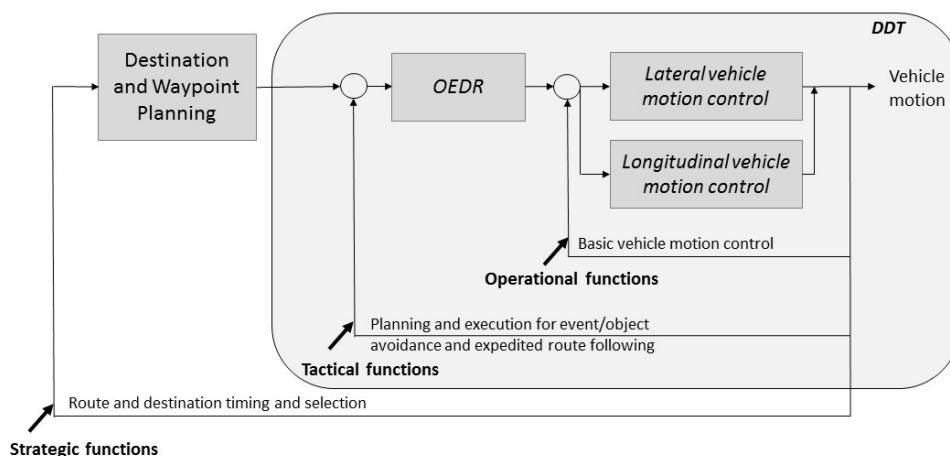 DDT
Destination
and Waypoint
Planning
OEDR
Lateral vehicle
motion control
Vehicle
motion
Longitudinal vehicle
motion control
Basic vehicle motion control
Operational functions
Planning and execution for event/object
avoidance and expedited route following
Tactical functions
Route and destination timing and selection
Strategic functions